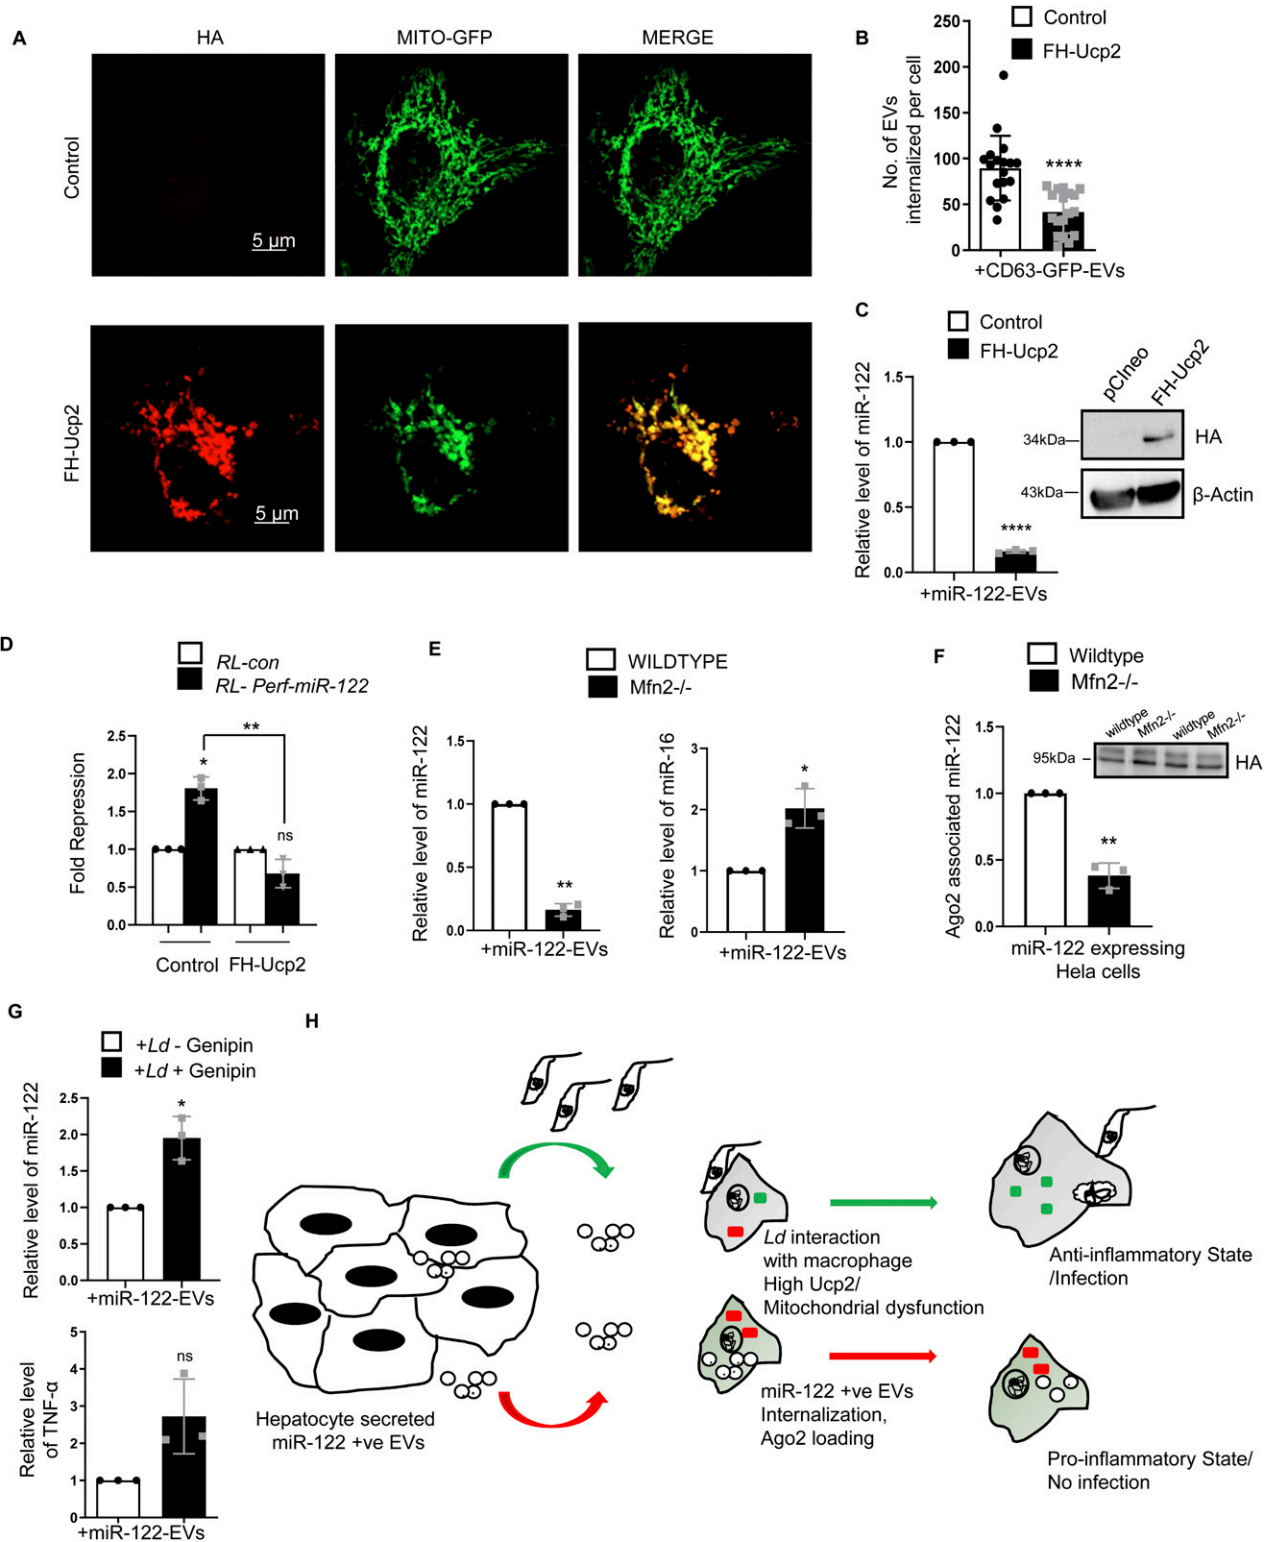 A
HA
MITO-GFP
MERGE
Control
5 µm
FH-Ucp2
5 µm
B
Control
FH-Ucp2
No. of EVs
internalized per cell
250
200
150
100
50
0
****
+CD63-GFP-EVs
C
Control
FH-Ucp2
Relative level of miR-122
1.5
1.0
0.5
0.0
****
+miR-122-EVs
pCIneo
FH-Ucp2
34kDa
HA
43kDa
β-Actin
D
RL-con
RL- Perf-miR-122
Fold Repression
2.5
2.0
1.5
1.0
0.5
0.0
*
**
ns
Control
FH-Ucp2
E
WILDTYPE
Mfn2-/-
Relative level of miR-122
1.5
1.0
0.5
0.0
**
+miR-122-EVs
Relative level of miR-16
3
2
1
0
*
+miR-122-EVs
F
Wildtype
Mfn2-/-
Ago2 associated miR-122
1.5
1.0
0.5
0.0
**
wildtype
Mfn2-/-
wildtype
Mfn2-/-
95kDa
HA
miR-122 expressing
Hela cells
G
+Ld - Genipin
+Ld + Genipin
Relative level of miR-122
2.5
2.0
1.5
1.0
0.5
0.0
*
+miR-122-EVs
Relative level
of TNF-α
5
4
3
2
1
0
ns
+miR-122-EVs
H
Hepatocyte secreted
miR-122 +ve EVs
Ld interaction
with macrophage
High Ucp2/
Mitochondrial dysfunction
Anti-inflammatory State
/Infection
miR-122 +ve EVs
Internalization,
Ago2 loading
Pro-inflammatory State/
No infection